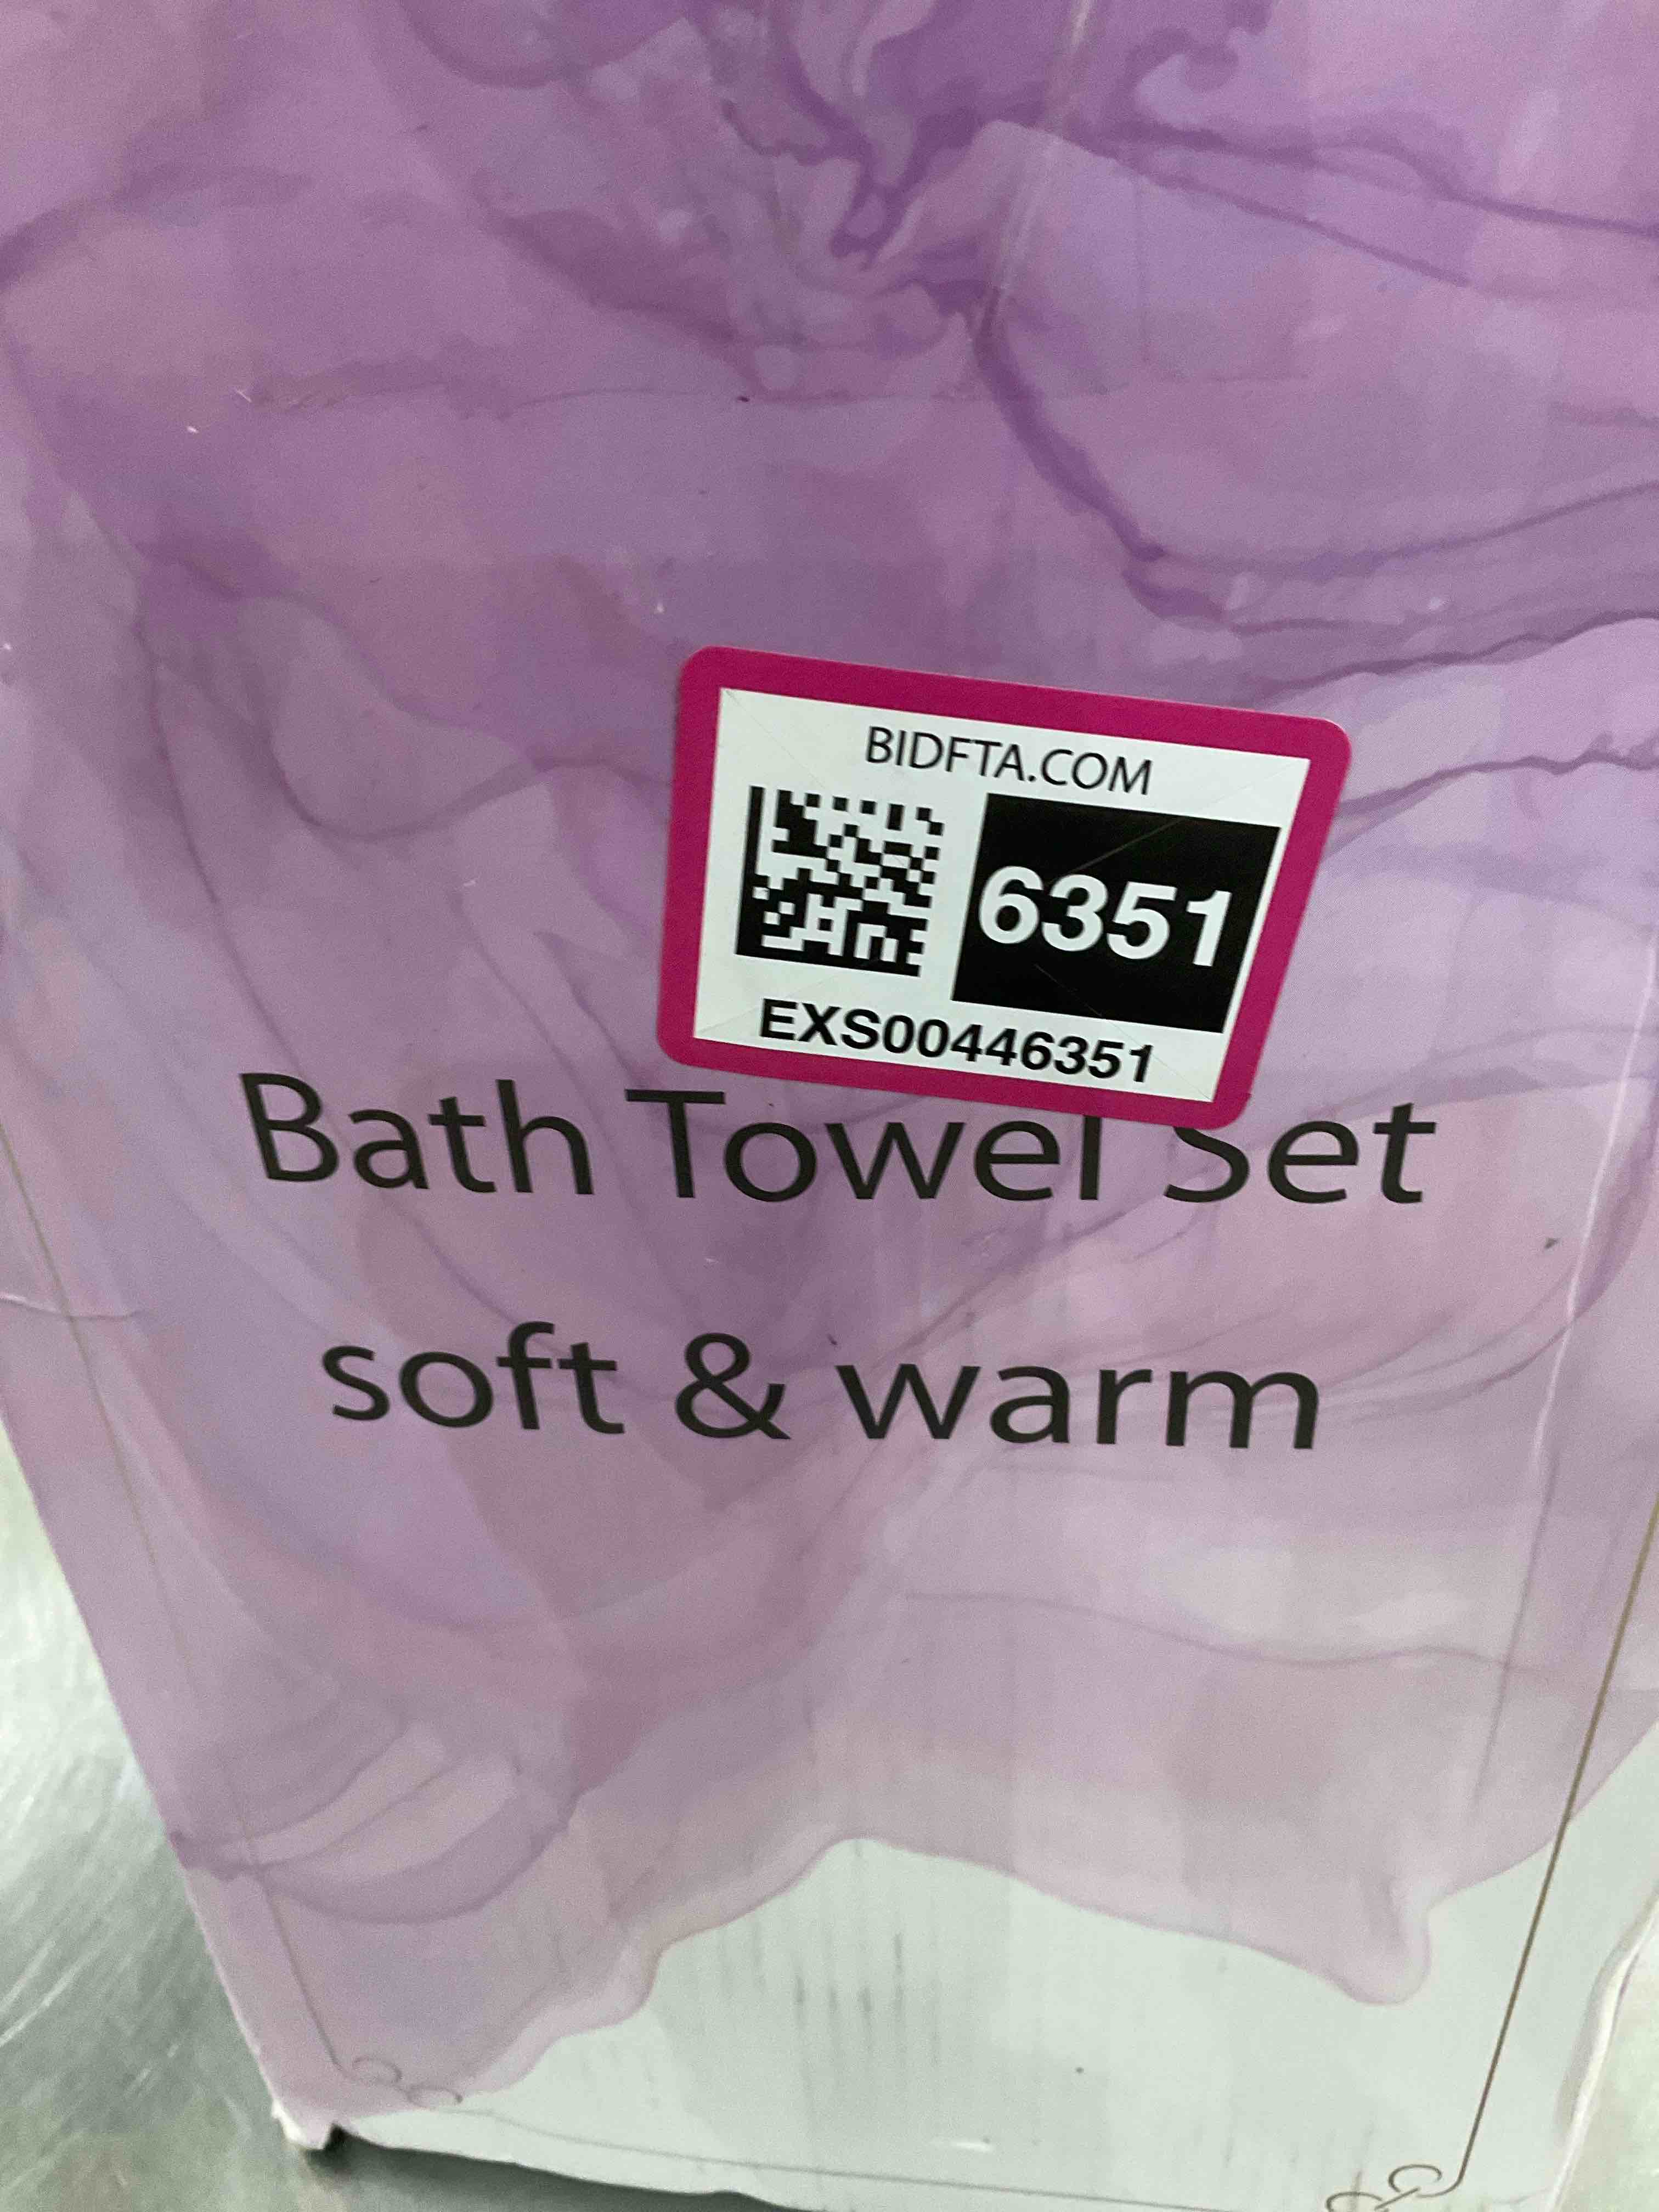 BIDFTA.COM
6351
EXS00446351
Bath Towel Set
soft & warm